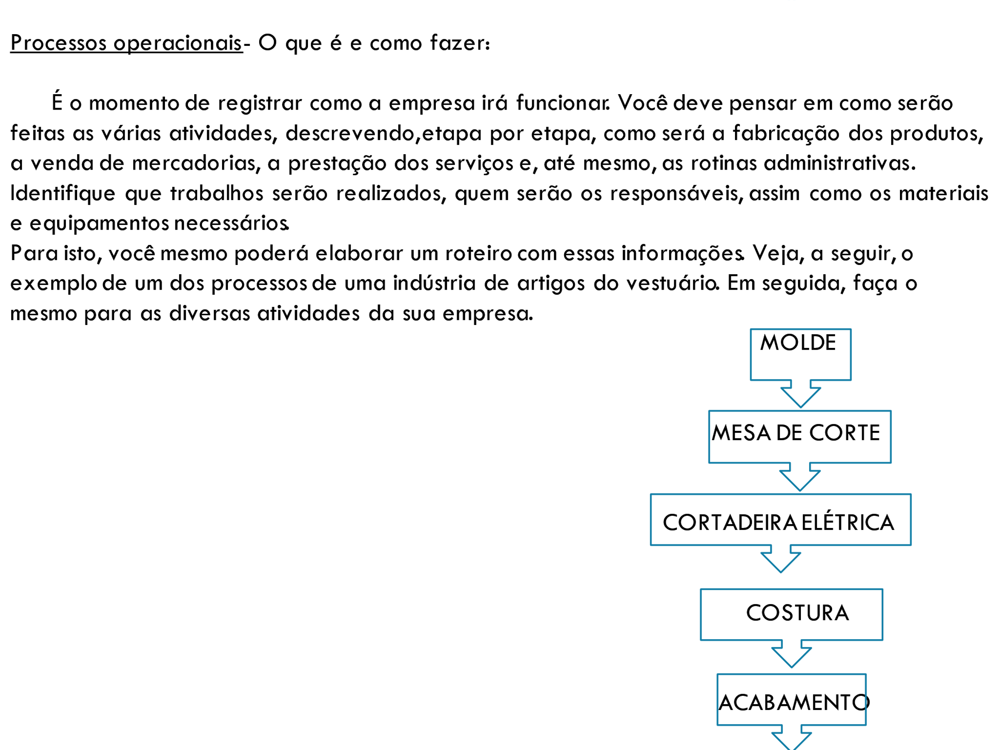 Processos operacionais- O que é e como fazer:
É o momento de registrar como a empresa irá funcionar. Você deve pensar em como serão
feitas as várias atividades, descrevendo,etapa por etapa, como será a fabricação dos produtos,
a venda de mercadorias, a prestação dos serviços e, até mesmo, as rotinas administrativas.
Identifique que trabalhos serão realizados, quem serão os responsáveis, assim como os materiais
e equipamentos necessários.
Para isto, você mesmo poderá elaborar um roteiro com essas informações. Veja, a seguir, o
exemplo de um dos processos de uma indústria de artigos do vestuário. Em seguida, faça o
mesmo para as diversas atividades da sua empresa.
MOLDE
MESA DE CORTE
CORTADEIRA ELÉTRICA
COSTURA
ACABAMENTO